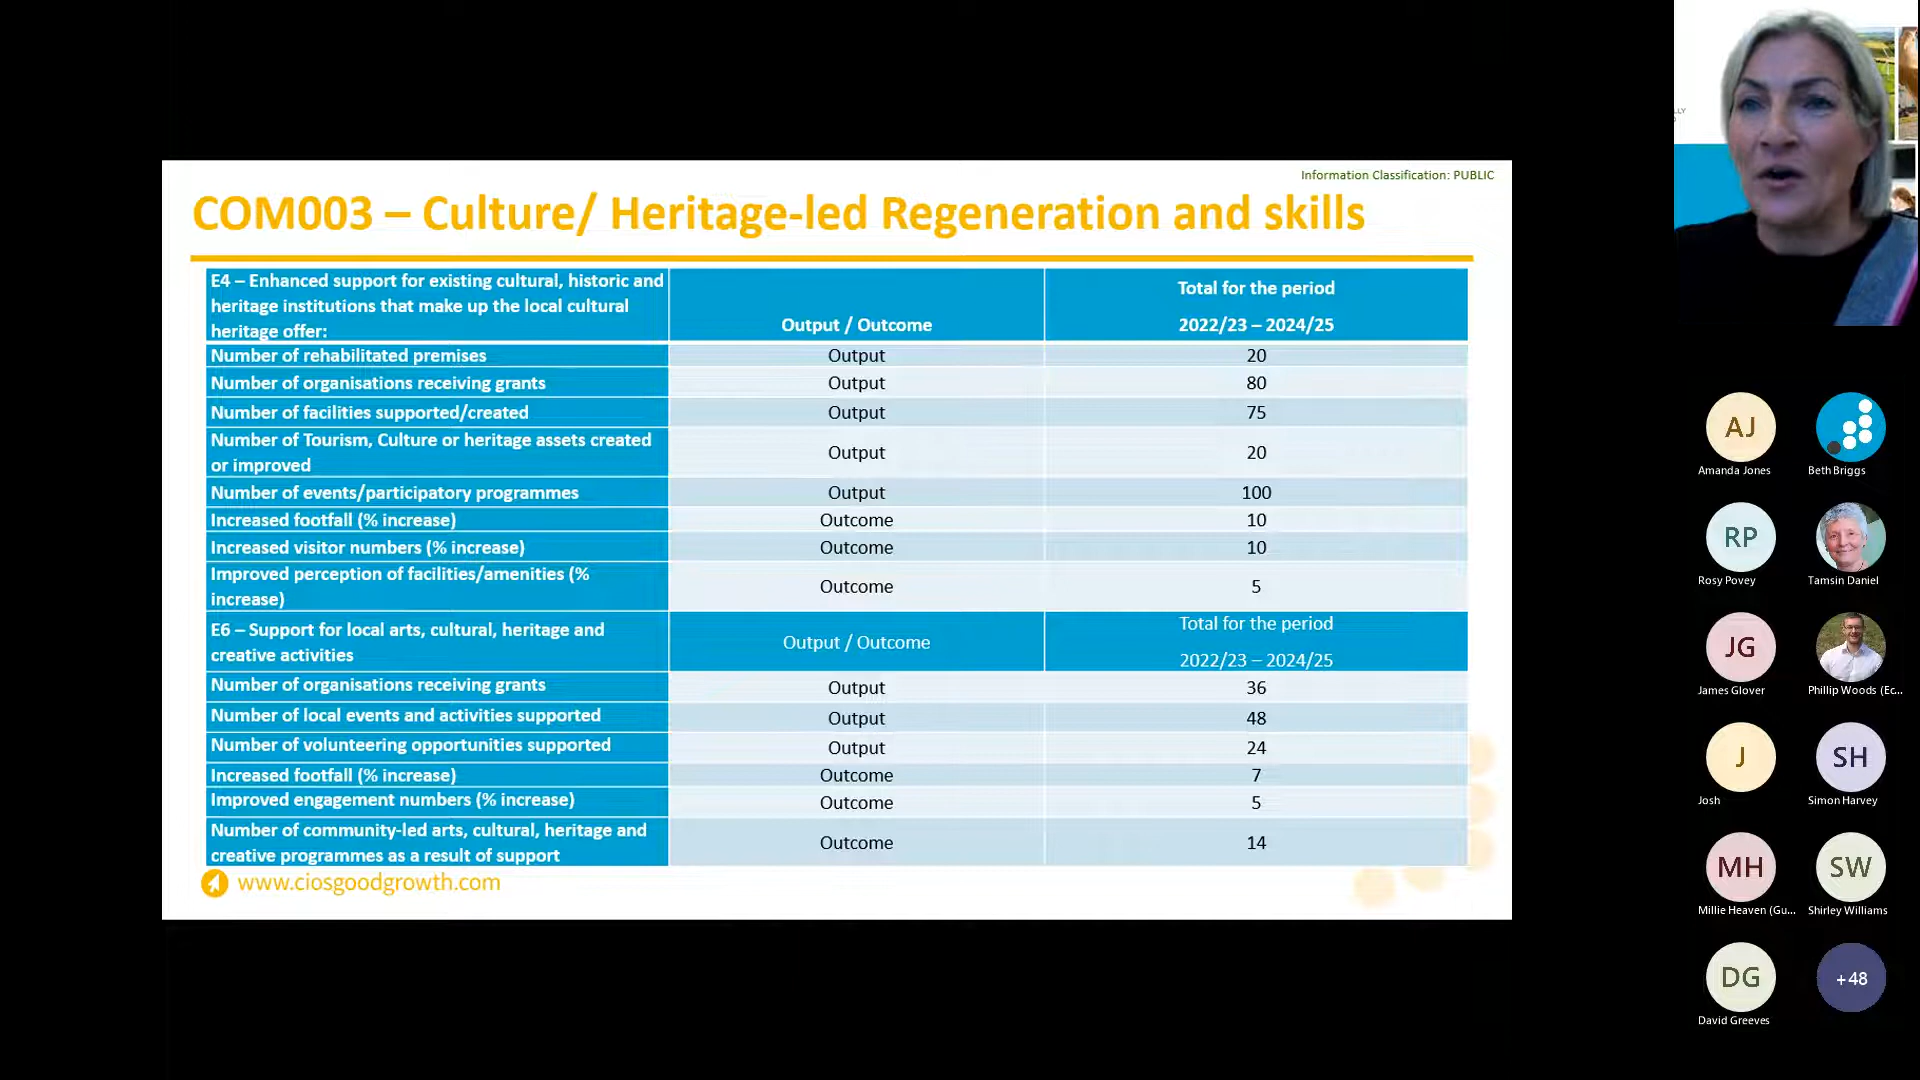 Information Classification: PUBLIC
COM003 – Culture/ Heritage-led Regeneration and skills
E4 – Enhanced support for existing cultural, historic and
heritage institutions that make up the local cultural
heritage offer:
Output / Outcome
Total for the period
2022/23 – 2024/25
Number of rehabilitated premises Output 20
Number of organisations receiving grants Output 80
Number of facilities supported/created Output 75
Number of Tourism, Culture or heritage assets created
or improved
Output 20
Number of events/participatory programmes Output 100
Increased footfall (% increase) Outcome 10
Increased visitor numbers (% increase) Outcome 10
Improved perception of facilities/amenities (%
increase)
Outcome 5
E6 – Support for local arts, cultural, heritage and
creative activities
Output / Outcome
Total for the period
2022/23 – 2024/25
Number of organisations receiving grants Output 36
Number of local events and activities supported Output 48
Number of volunteering opportunities supported Output 24
Increased footfall (% increase) Outcome 7
Improved engagement numbers (% increase) Outcome 5
Number of community-led arts, cultural, heritage and
creative programmes as a result of support
Outcome 14
www.ciosgoodgrowth.com
AJ
Amanda Jones
Beth Briggs
RP
Rosy Povey
Tamsin Daniel
JG
James Glover
Phillip Woods (Ec...
J
Josh
SH
Simon Harvey
MH
Millie Heaven (Gu...
SW
Shirley Williams
DG
David Greeves
+48